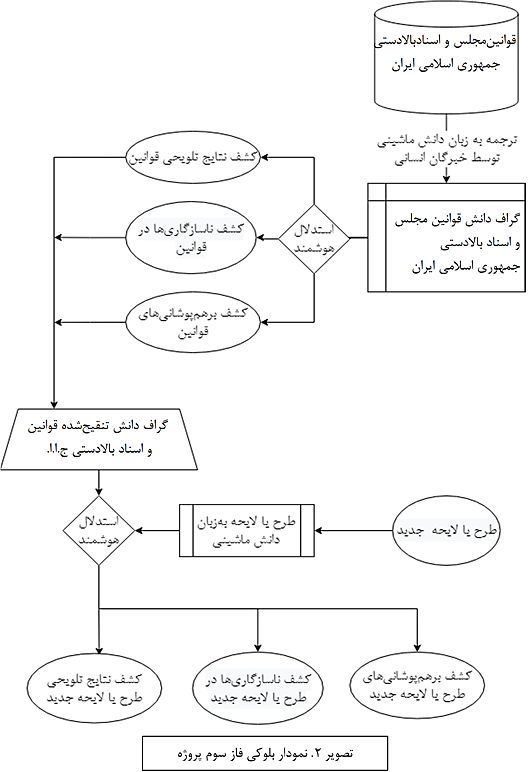 قوانین‌مجلس و اسنادبالادستی
جمهوری اسلامی ایران
ترجمه به زبان دانش ماشینی
توسط خبرگان انسانی
گراف دانش قوانین مجلس
و اسناد بالادستی
جمهوری اسلامی ایران
استدلال
هوشمند
کشف نتایج تلویحی قوانین
کشف ناسازگاری‌ها در
قوانین
کشف برهم‌پوشانی‌های
قوانین
گراف دانش تنقیح‌شده قوانین
و اسناد بالادستی ج.ا.ا.
طرح یا لایحه جدید
طرح یا لایحه به‌زبان
دانش ماشینی
استدلال
هوشمند
کشف برهم‌پوشانی‌های
طرح یا لایحه جدید
کشف ناسازگاری‌ها در
طرح یا لایحه جدید
کشف نتایج تلویحی
طرح یا لایحه جدید
تصویر ۲. نمودار بلوکی فاز سوم پروژه